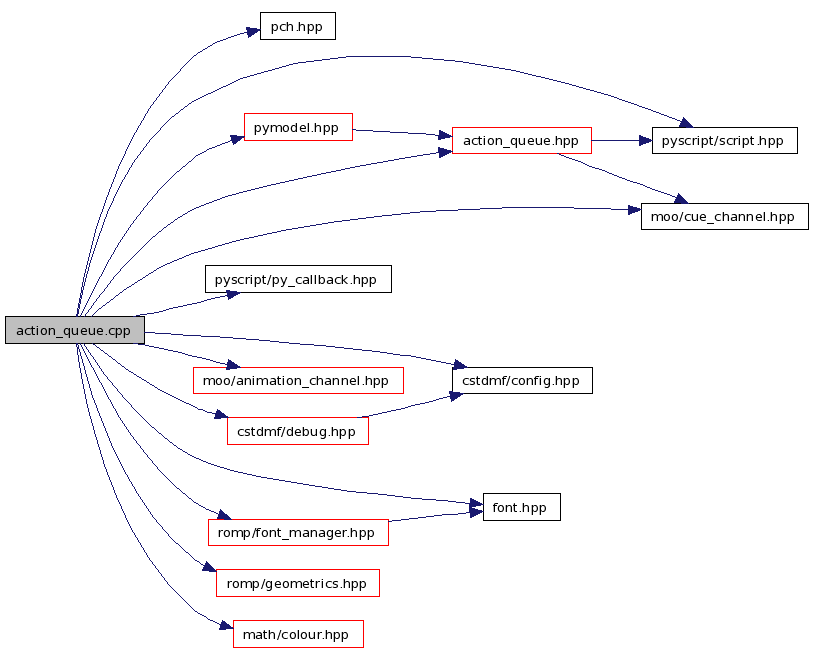 pch.hpp
pymodel.hpp
action_queue.hpp
pyscript/script.hpp
moo/cue_channel.hpp
pyscript/py_callback.hpp
action_queue.cpp
moo/animation_channel.hpp
cstdmf/config.hpp
cstdmf/debug.hpp
font.hpp
romp/font_manager.hpp
romp/geometrics.hpp
math/colour.hpp